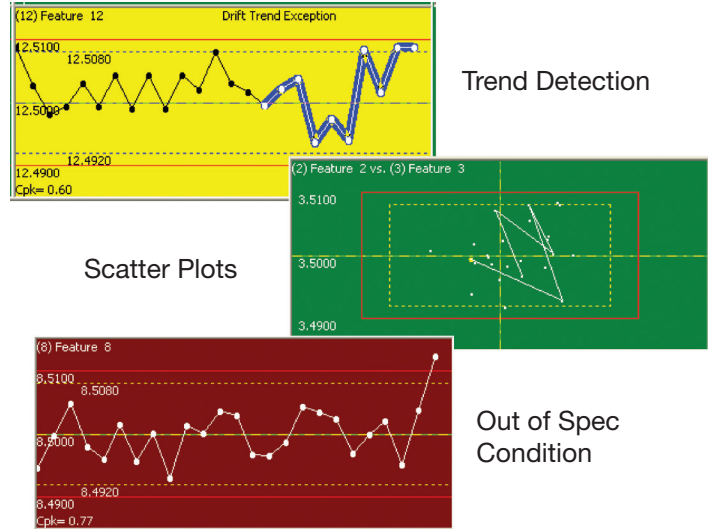 (12) Feature 12 Drift Trend Exception
12.5100
12.5080
12.5000
12.4920
12.4900
Cpk= 0.60
Trend Detection
(2) Feature 2 vs. (3) Feature 3
3.5100
3.5000
3.4900
Scatter Plots
(8) Feature 8
8.5100
8.5080
8.5000
8.4920
8.4900
Cpk= 0.77
Out of Spec
Condition